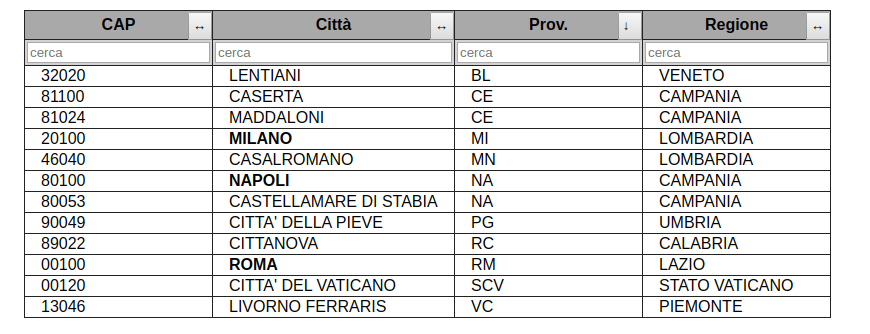 CAP ↔ Città ↔ Prov. ↓ Regione ↔
cerca cerca cerca cerca
32020 LENTIANI BL VENETO
81100 CASERTA CE CAMPANIA
81024 MADDALONI CE CAMPANIA
20100 MILANO MI LOMBARDIA
46040 CASALROMANO MN LOMBARDIA
80100 NAPOLI NA CAMPANIA
80053 CASTELLAMARE DI STABIA NA CAMPANIA
90049 CITTA' DELLA PIEVE PG UMBRIA
89022 CITTANOVA RC CALABRIA
00100 ROMA RM LAZIO
00120 CITTA' DEL VATICANO SCV STATO VATICANO
13046 LIVORNO FERRARIS VC PIEMONTE